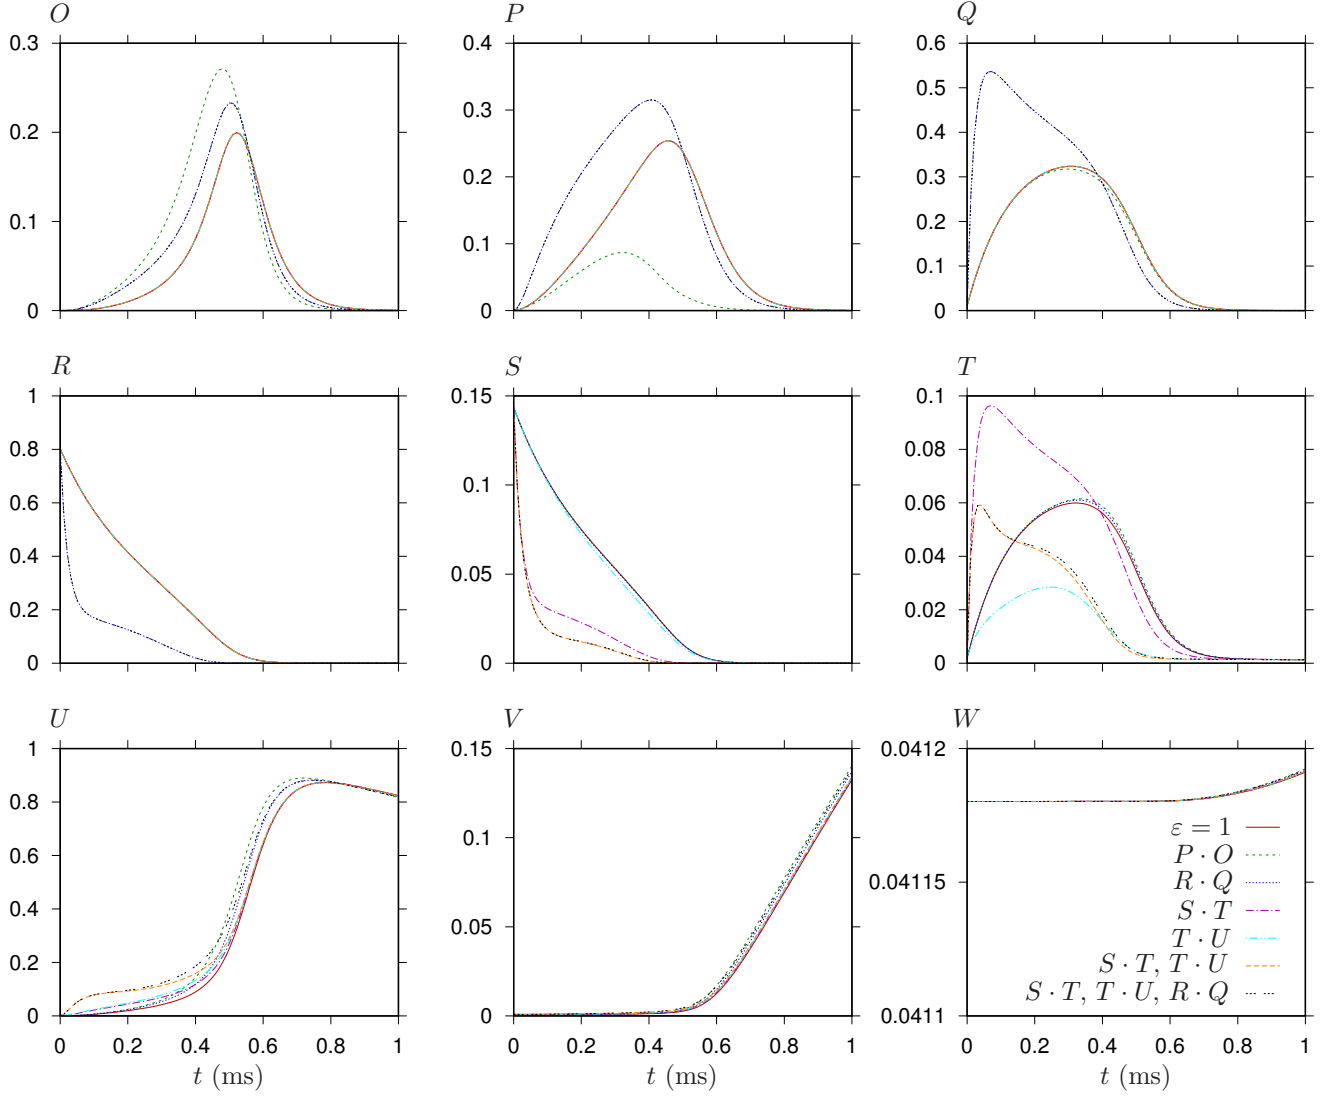 O
P
Q
0.3
0.2
0.1
0
0.4
0.3
0.2
0.1
0
0.6
0.5
0.4
0.3
0.2
0.1
0
R
S
T
1
0.8
0.6
0.4
0.2
0
0.15
0.1
0.05
0
0.1
0.08
0.06
0.04
0.02
0
U
V
W
1
0.8
0.6
0.4
0.2
0
0 0.2 0.4 0.6 0.8 1
t (ms)
0.15
0.1
0.05
0
0 0.2 0.4 0.6 0.8 1
t (ms)
0.0412
0.04115
0.0411
ε = 1
P · O
R · Q
S · T
T · U
S · T, T · U
S · T, T · U, R · Q
0 0.2 0.4 0.6 0.8 1
t (ms)